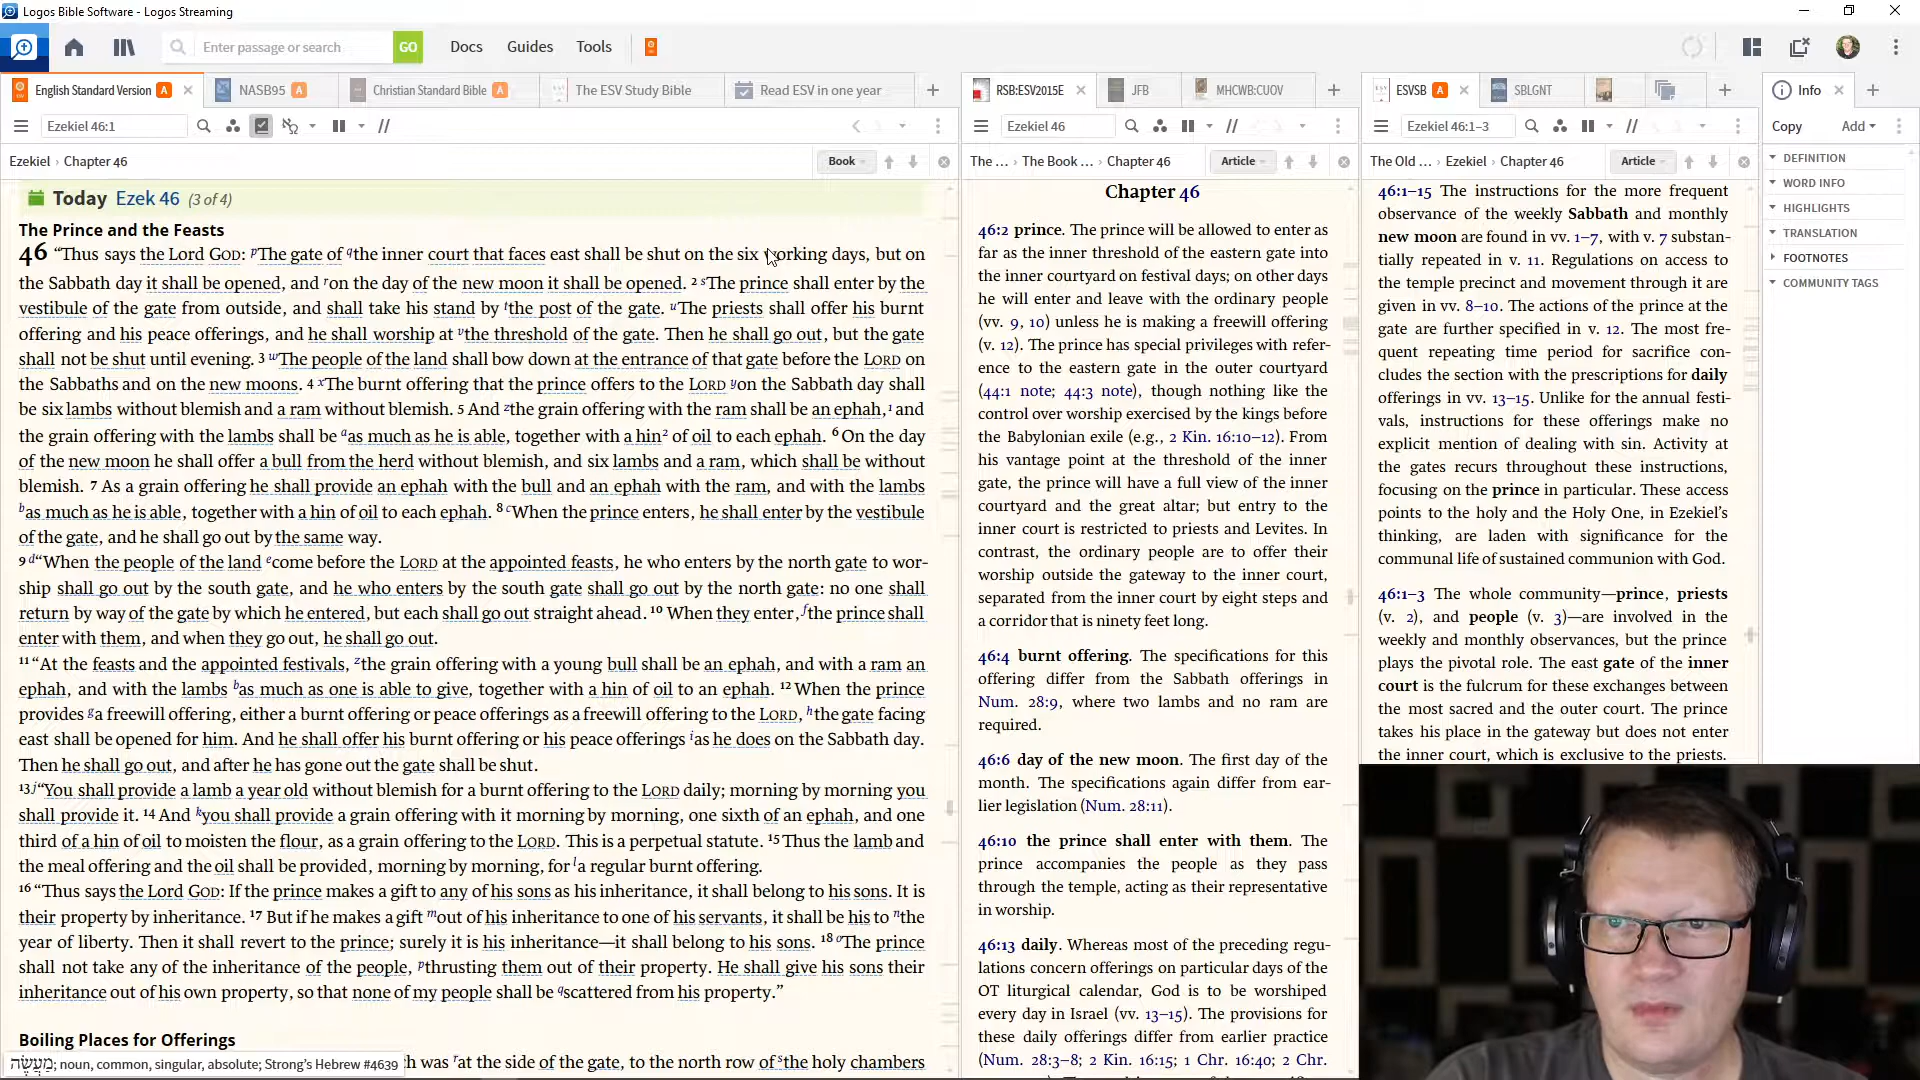 Logos Bible Software - Logos Streaming
Enter passage or search
GO
Docs
Guides
Tools
English Standard Version A
NASB95 A
Christian Standard Bible A
The ESV Study Bible
Read ESV in one year
Ezekiel 46:1
Ezekiel › Chapter 46
Book
Today Ezek 46 (3 of 4)
The Prince and the Feasts
46 “Thus says the Lord GOD: pThe gate of qthe inner court that faces east shall be shut on the six working days, but on
the Sabbath day it shall be opened, and ron the day of the new moon it shall be opened. 2 sThe prince shall enter by the
vestibule of the gate from outside, and shall take his stand by tthe post of the gate. uThe priests shall offer his burnt
offering and his peace offerings, and he shall worship at vthe threshold of the gate. Then he shall go out, but the gate
shall not be shut until evening. 3 wThe people of the land shall bow down at the entrance of that gate before the LORD on
the Sabbaths and on the new moons. 4 xThe burnt offering that the prince offers to the LORD yon the Sabbath day shall
be six lambs without blemish and a ram without blemish. 5 And zthe grain offering with the ram shall be an ephah,1 and
the grain offering with the lambs shall be aas much as he is able, together with a hin2 of oil to each ephah. 6 On the day
of the new moon he shall offer a bull from the herd without blemish, and six lambs and a ram, which shall be without
blemish. 7 As a grain offering he shall provide an ephah with the bull and an ephah with the ram, and with the lambs
bas much as he is able, together with a hin of oil to each ephah. 8 cWhen the prince enters, he shall enter by the vestibule
of the gate, and he shall go out by the same way.
9 d“When the people of the land ecome before the LORD at the appointed feasts, he who enters by the north gate to wor-
ship shall go out by the south gate, and he who enters by the south gate shall go out by the north gate: no one shall
return by way of the gate by which he entered, but each shall go out straight ahead. 10 When they enter, fthe prince shall
enter with them, and when they go out, he shall go out.
11 “At the feasts and the appointed festivals, zthe grain offering with a young bull shall be an ephah, and with a ram an
ephah, and with the lambs bas much as one is able to give, together with a hin of oil to an ephah. 12 When the prince
provides ga freewill offering, either a burnt offering or peace offerings as a freewill offering to the LORD, hthe gate facing
east shall be opened for him. And he shall offer his burnt offering or his peace offerings ias he does on the Sabbath day.
Then he shall go out, and after he has gone out the gate shall be shut.
13 j“You shall provide a lamb a year old without blemish for a burnt offering to the LORD daily; morning by morning you
shall provide it. 14 And kyou shall provide a grain offering with it morning by morning, one sixth of an ephah, and one
third of a hin of oil to moisten the flour, as a grain offering to the LORD. This is a perpetual statute. 15 Thus the lamb and
the meal offering and the oil shall be provided, morning by morning, for la regular burnt offering.
16 “Thus says the Lord GOD: If the prince makes a gift to any of his sons as his inheritance, it shall belong to his sons. It is
their property by inheritance. 17 But if he makes a gift mout of his inheritance to one of his servants, it shall be his to nthe
year of liberty. Then it shall revert to the prince; surely it is his inheritance—it shall belong to his sons. 18 oThe prince
shall not take any of the inheritance of the people, pthrusting them out of their property. He shall give his sons their
inheritance out of his own property, so that none of my people shall be qscattered from his property.”
Boiling Places for Offerings
ch was rat the side of the gate, to the north row of sthe holy chambers
מַעֲשֶׂה; noun, common, singular, absolute; Strong's Hebrew #4639
RSB:ESV2015E
JFB
MHCWB:CUOV
Ezekiel 46
The ... › The Book ... › Chapter 46
Article
Chapter 46
46:2 prince. The prince will be allowed to enter as
far as the inner threshold of the eastern gate into
the inner courtyard on festival days; on other days
he will enter and leave with the ordinary people
(vv. 9, 10) unless he is making a freewill offering
(v. 12). The prince has special privileges with refer-
ence to the eastern gate in the outer courtyard
(44:1 note; 44:3 note), though nothing like the
control over worship exercised by the kings before
the Babylonian exile (e.g., 2 Kin. 16:10–12). From
his vantage point at the threshold of the inner
gate, the prince will have a full view of the inner
courtyard and the great altar; but entry to the
inner court is restricted to priests and Levites. In
contrast, the ordinary people are to offer their
worship outside the gateway to the inner court,
separated from the inner court by eight steps and
a corridor that is ninety feet long.
46:4 burnt offering. The specifications for this
offering differ from the Sabbath offerings in
Num. 28:9, where two lambs and no ram are
required.
46:6 day of the new moon. The first day of the
month. The specifications again differ from ear-
lier legislation (Num. 28:11).
46:10 the prince shall enter with them. The
prince accompanies the people as they pass
through the temple, acting as their representative
in worship.
46:13 daily. Whereas most of the preceding regu-
lations concern offerings on particular days of the
OT liturgical calendar, God is to be worshiped
every day in Israel (vv. 13–15). The provisions for
these daily offerings differ from earlier practice
(Num. 28:3–8; 2 Kin. 16:15; 1 Chr. 16:40; 2 Chr.
ESVSB A
SBLGNT
Ezekiel 46:1–3
The Old ... › Ezekiel › Chapter 46
Article
46:1–15 The instructions for the more frequent
observance of the weekly Sabbath and monthly
new moon are found in vv. 1–7, with v. 7 substan-
tially repeated in v. 11. Regulations on access to
the temple precinct and movement through it are
given in vv. 8–10. The actions of the prince at the
gate are further specified in v. 12. The most fre-
quent repeating time period for sacrifice con-
cludes the section with the prescriptions for daily
offerings in vv. 13–15. Unlike for the annual festi-
vals, instructions for these offerings make no
explicit mention of dealing with sin. Activity at
the gates recurs throughout these instructions,
focusing on the prince in particular. These access
points to the holy and the Holy One, in Ezekiel's
thinking, are laden with significance for the
communal life of sustained communion with God.
46:1–3 The whole community—prince, priests
(v. 2), and people (v. 3)—are involved in the
weekly and monthly observances, but the prince
plays the pivotal role. The east gate of the inner
court is the fulcrum for these exchanges between
the most sacred and the outer court. The prince
takes his place in the gateway but does not enter
the inner court, which is exclusive to the priests.
Info
Copy
Add
DEFINITION
WORD INFO
HIGHLIGHTS
TRANSLATION
FOOTNOTES
COMMUNITY TAGS